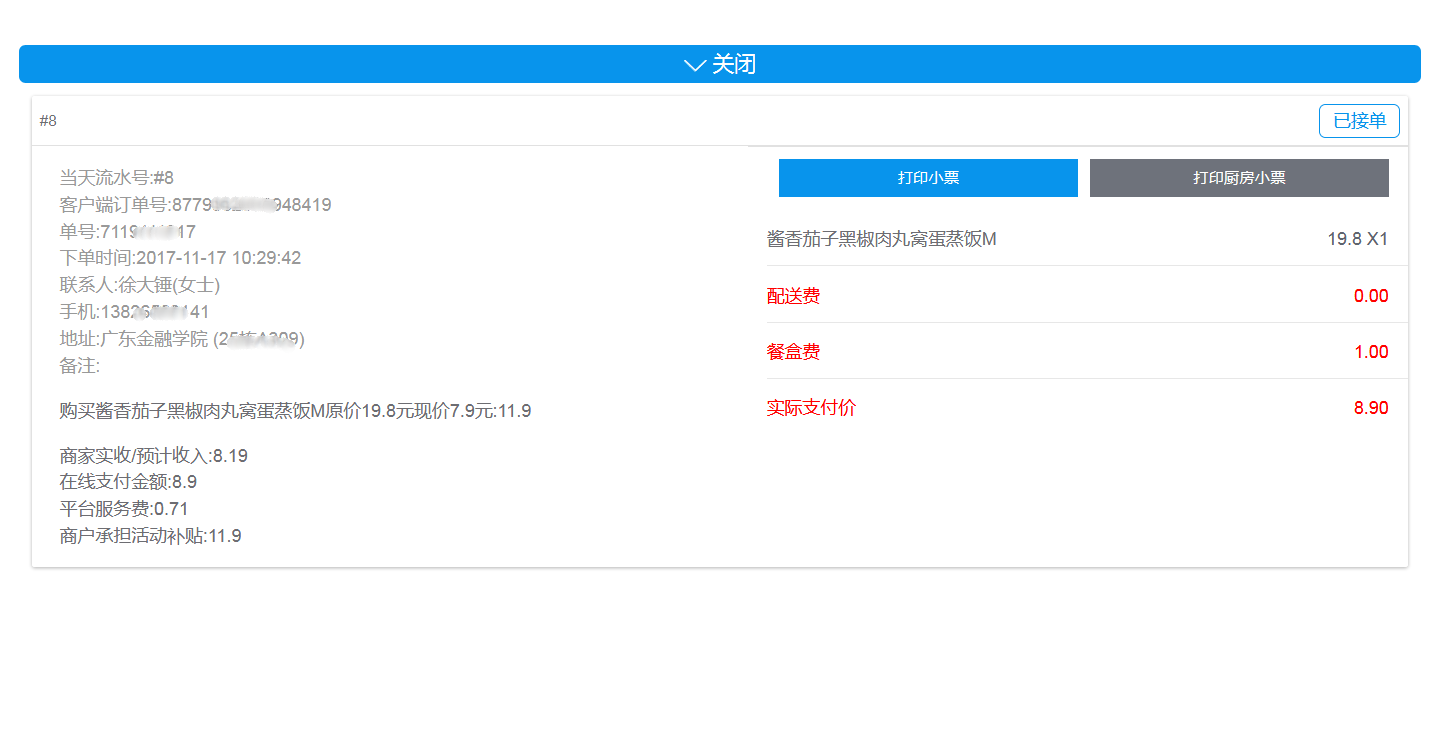 关闭
#8
已接单
当天流水号:#8
客户端订单号:8779 948419
单号:7119 17
下单时间:2017-11-17 10:29:42
联系人:徐大锤(女士)
手机:1382 141
地址:广东金融学院 (2 )
备注:
购买酱香茄子黑椒肉丸窝蛋蒸饭M原价19.8元现价7.9元:11.9
商家实收/预计收入:8.19
在线支付金额:8.9
平台服务费:0.71
商户承担活动补贴:11.9
打印小票
打印厨房小票
酱香茄子黑椒肉丸窝蛋蒸饭M 19.8 X1
配送费 0.00
餐盒费 1.00
实际支付价 8.90